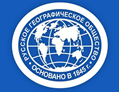 • РУССКОЕ ГЕОГРАФИЧЕСКОЕ ОБЩЕСТВО •
ОСНОВАНО В 1845 г.